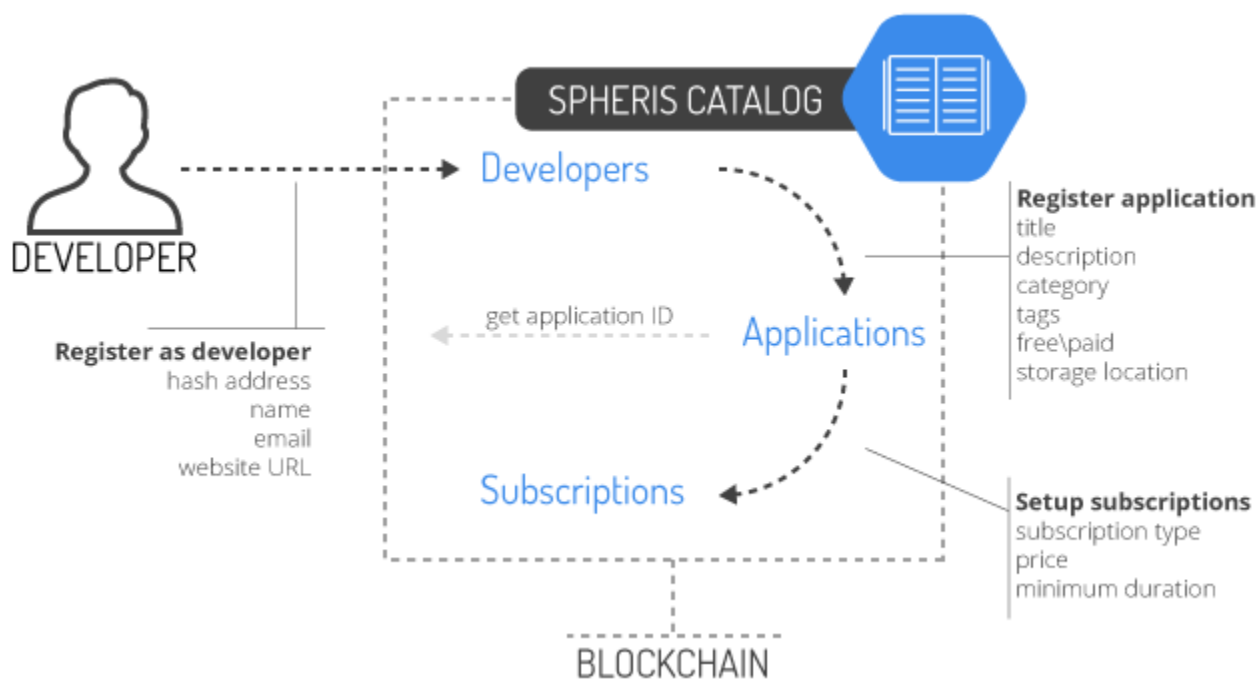 SPHERIS CATALOG
Developers
DEVELOPER
Register application
title
description
category
tags
free\paid
storage location
get application ID
Applications
Register as developer
hash address
name
email
website URL
Subscriptions
Setup subscriptions
subscription type
price
minimum duration
BLOCKCHAIN